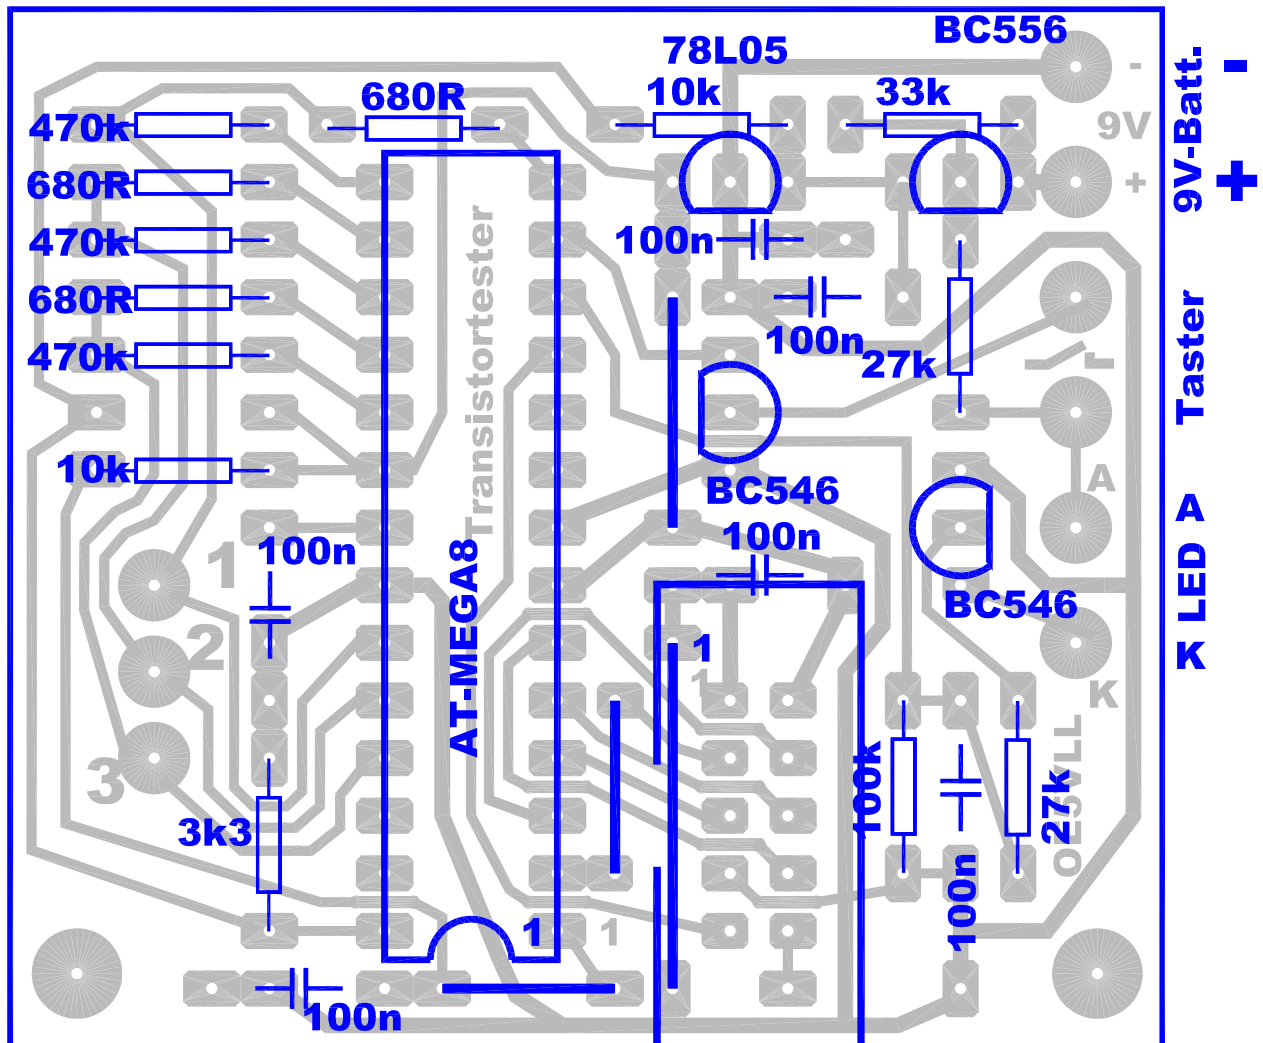 BC556
78L05
-
-
9V-Batt.
680R
10k
33k
470k
9V
680R
+
+
470k
100n
Transistortester
680R
100n
Taster
470k
27k
10k
BC546
A
A
100n
100n
1
AT-MEGA8
LED
BC546
2
1
K
1
K
3
100k
27k
OLE5VLL
3k3
100n
1
1
100n